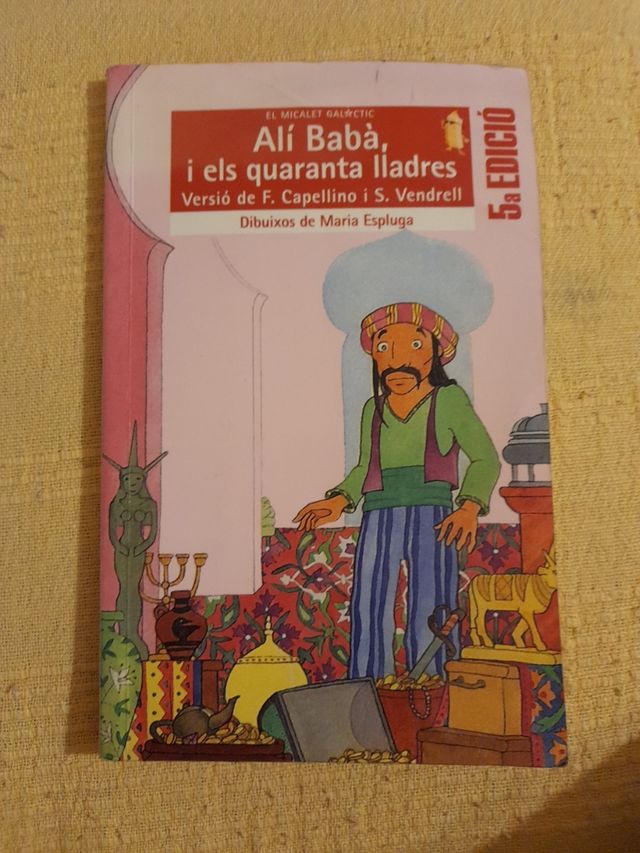 EL MICALET GALÀCTIC
Alí Babà,
i els quaranta lladres
Versió de F. Capellino i S. Vendrell
Dibuixos de Maria Espluga
5a EDICIÓ